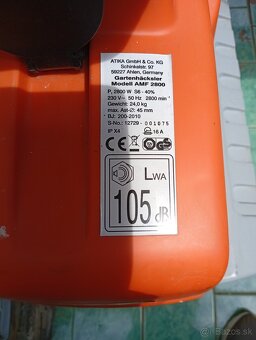 ATIKA GmbH & Co. KG
Schinkelstr. 97
59227 Ahlen, Germany
Gartenhäcksler
Modell AMF 2800
P₁ 2800 W S6 - 40%
230 V~ 50 Hz 2800 min⁻¹
Gewicht: 24,0 kg
max. Ast-Ø: 45 mm
BJ: 200-2010
S-No.: 12729 - 001075
IP X4
16 A
LWA
105
dB
bazos.sk